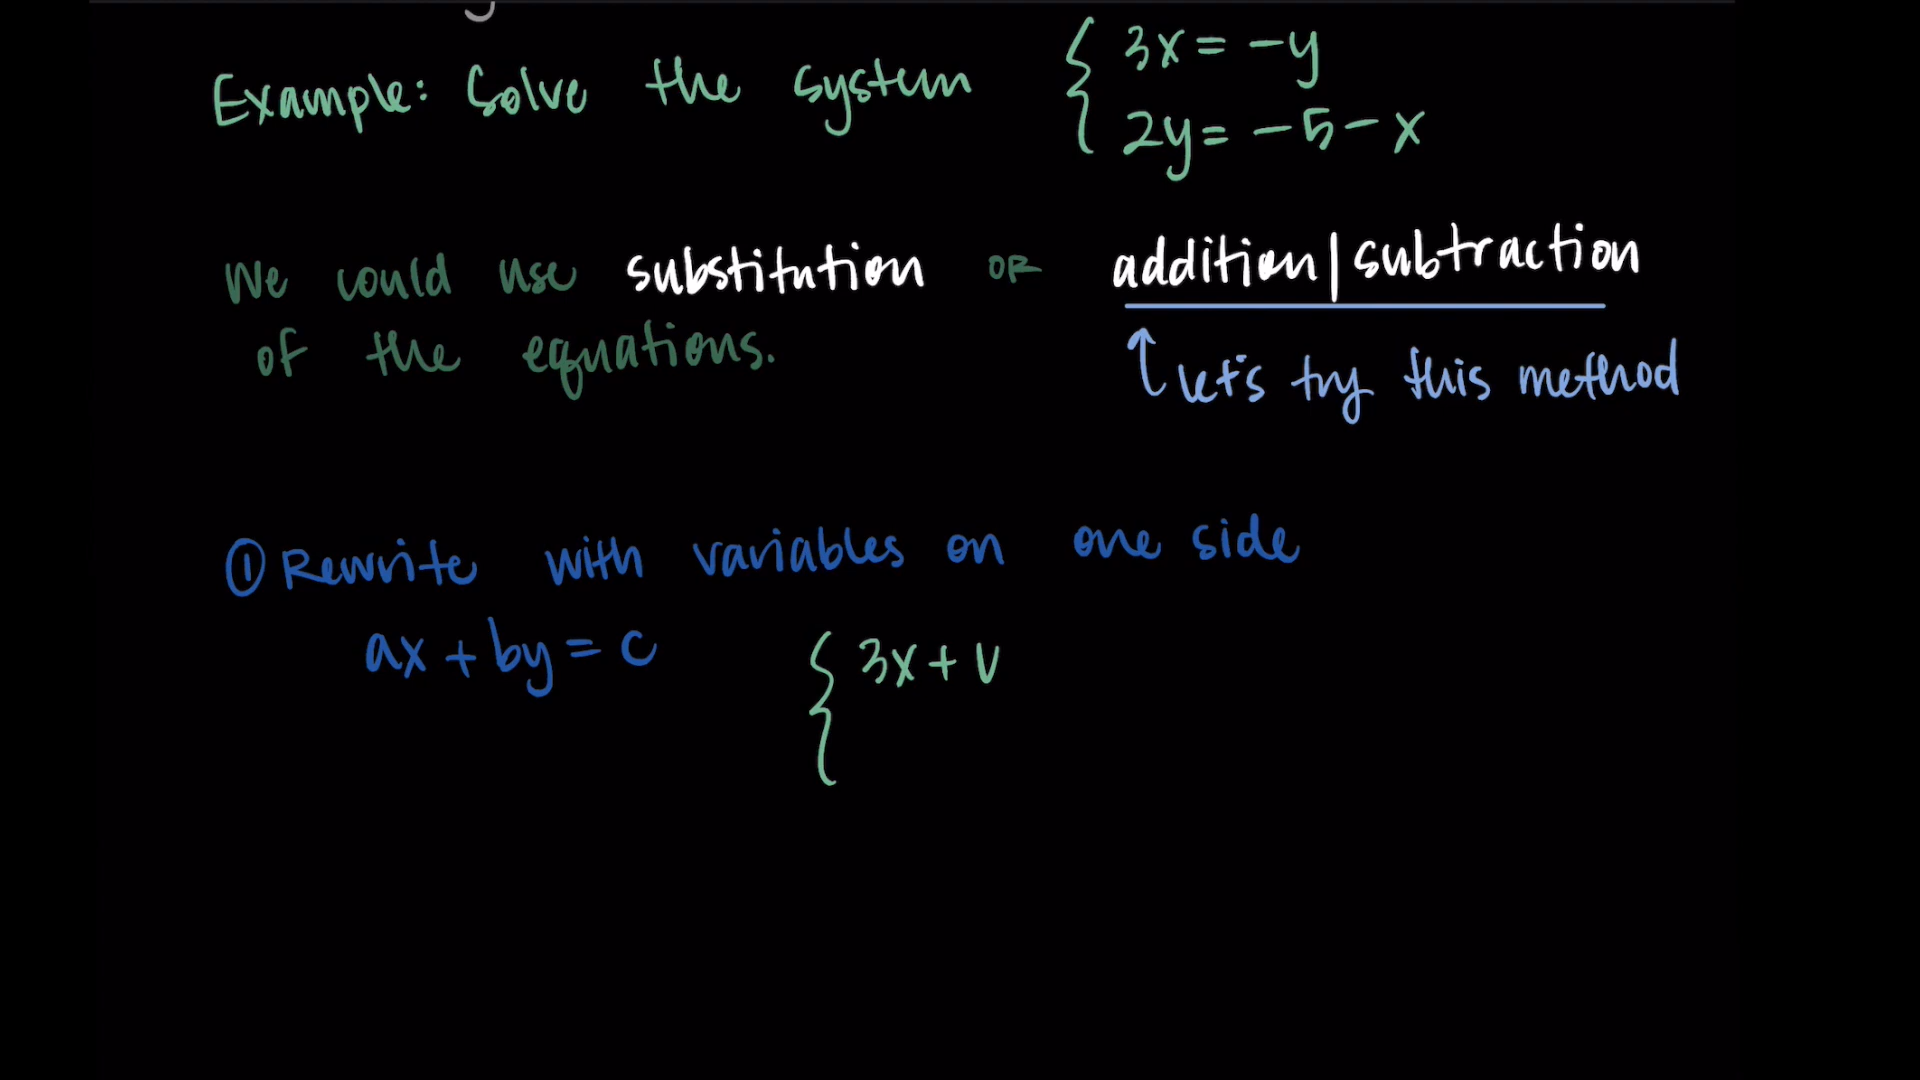 Example: Solve the system { 3x = -y
2y = -5 - x
We could use substitution OR addition | subtraction
of the equations.
let's try this method
① Rewrite with variables on one side
ax + by = c { 3x +